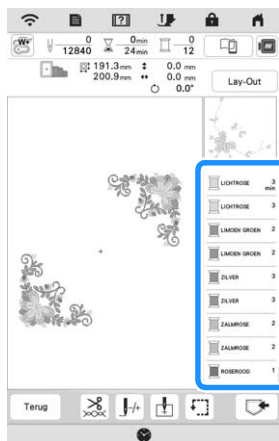 W+
0
12840
0min
24min
0
12
191.3mm 0.0 mm
200.9mm 0.0 mm
0.0°
Lay-Out
LICHTROSE 3
min
LICHTROSE 3
LIMOEN GROEN 2
LIMOEN GROEN 2
ZILVER 3
ZILVER 3
ZALMROSE 2
ZALMROSE 2
ROSEROOD 1
Terug
-/+